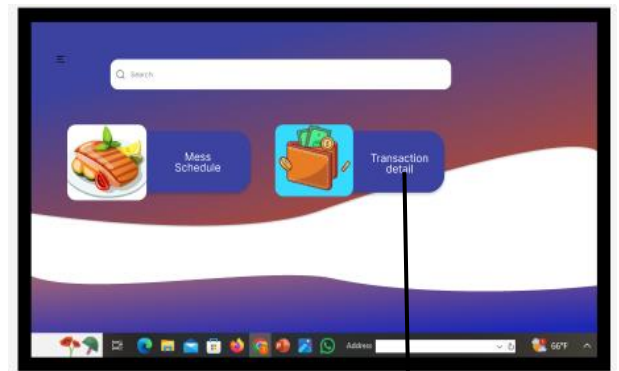 Search
Mess
Schedule
Transaction
detail
Address
66°F